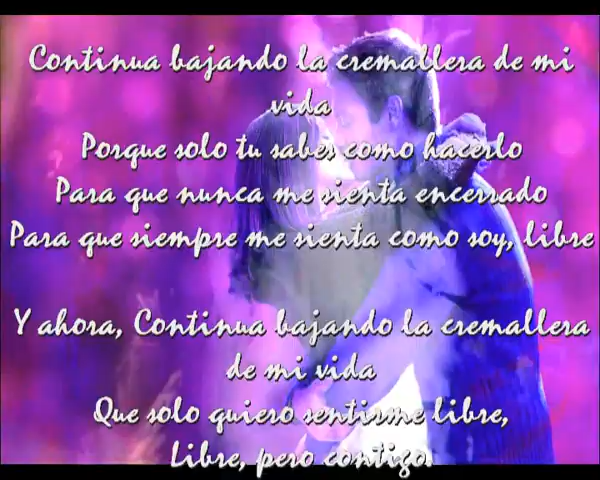 Continua bajando la cremallera de mi
vida
Porque solo tu sabes como hacerlo
Para que nunca me sienta encerrado
Para que siempre me sienta como soy, libre
Y ahora, Continua bajando la cremallera
de mi vida
Que solo quiero sentirme libre,
Libre, pero contigo.